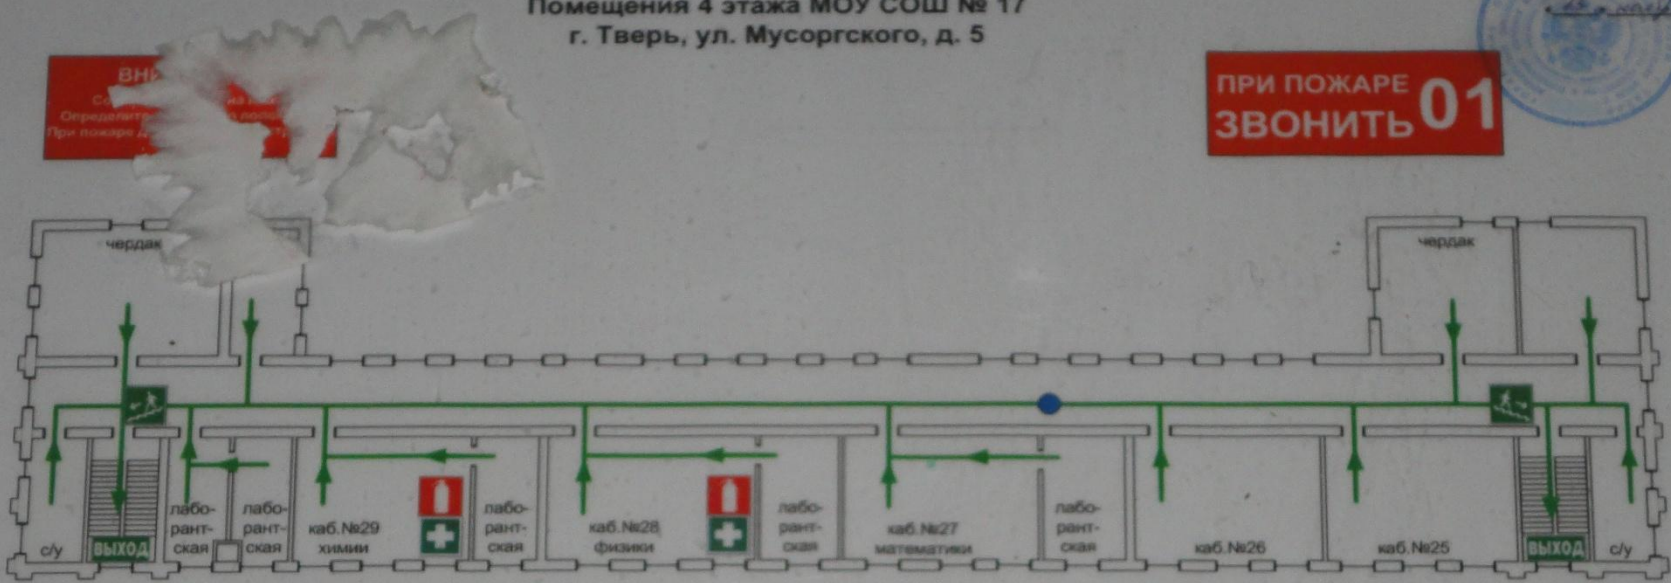 Помещения 4 этажа МОУ СОШ № 17
г. Тверь, ул. Мусоргского, д. 5
ПРИ ПОЖАРЕ
ЗВОНИТЬ 01
При пожаре
чердак
чердак
с/у
ВЫХОД
лабо-
рант-
ская
лабо-
рант-
ская
каб.№29
химии
лабо-
рант-
ская
каб.№28
физики
лабо-
рант-
ская
каб.№27
математики
лабо-
рант-
ская
каб.№26
каб.№25
ВЫХОД
с/у